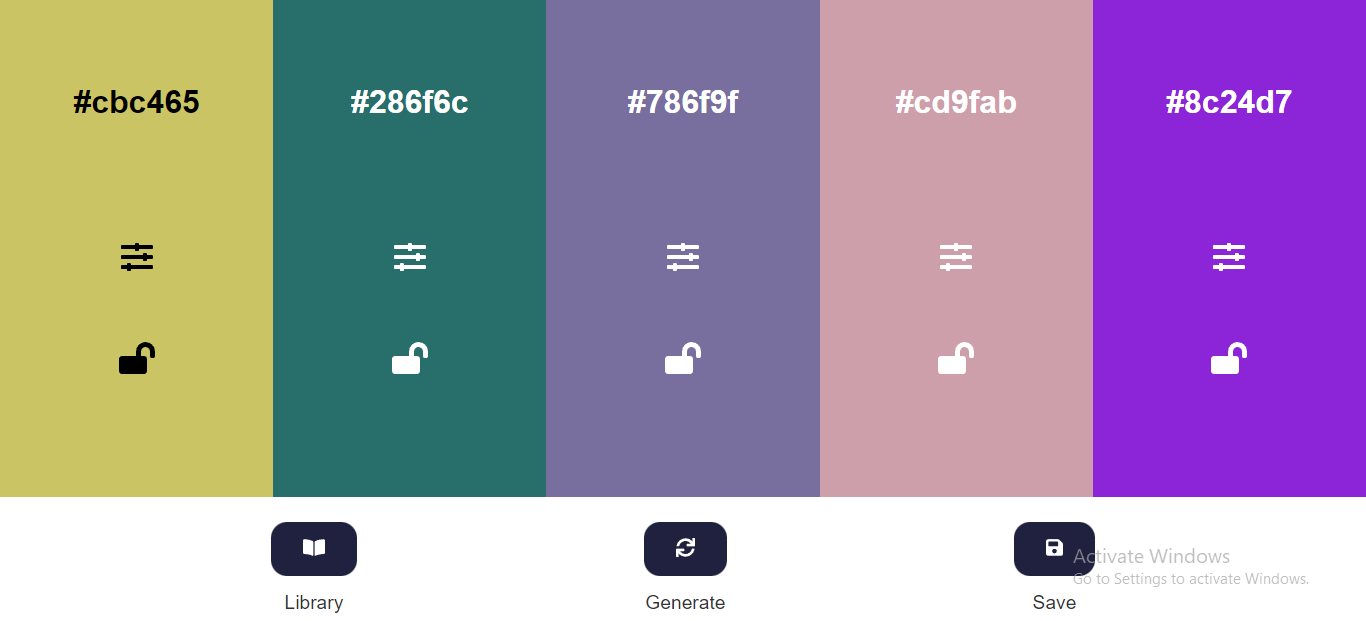 #cbc465
#286f6c
#786f9f
#cd9fab
#8c24d7
Library
Generate
Save
Activate Windows
Go to Settings to activate Windows.